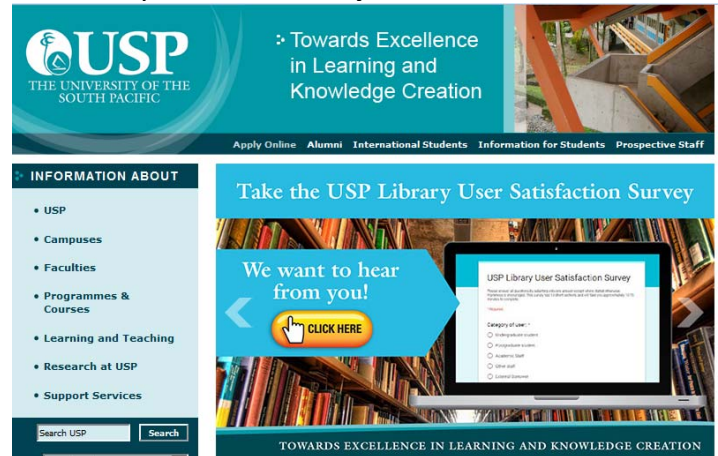 USP
THE UNIVERSITY OF THE
SOUTH PACIFIC
Towards Excellence
in Learning and
Knowledge Creation
Apply Online Alumni International Students Information for Students Prospective Staff
INFORMATION ABOUT
• USP
• Campuses
• Faculties
• Programmes &
Courses
• Learning and Teaching
• Research at USP
• Support Services
Search USP Search
Take the USP Library User Satisfaction Survey
We want to hear
from you!
CLICK HERE
USP Library User Satisfaction Survey
Category of user: *
Undergraduate student
Postgraduate student
Academic Staff
Other staff
External Borrower
TOWARDS EXCELLENCE IN LEARNING AND KNOWLEDGE CREATION